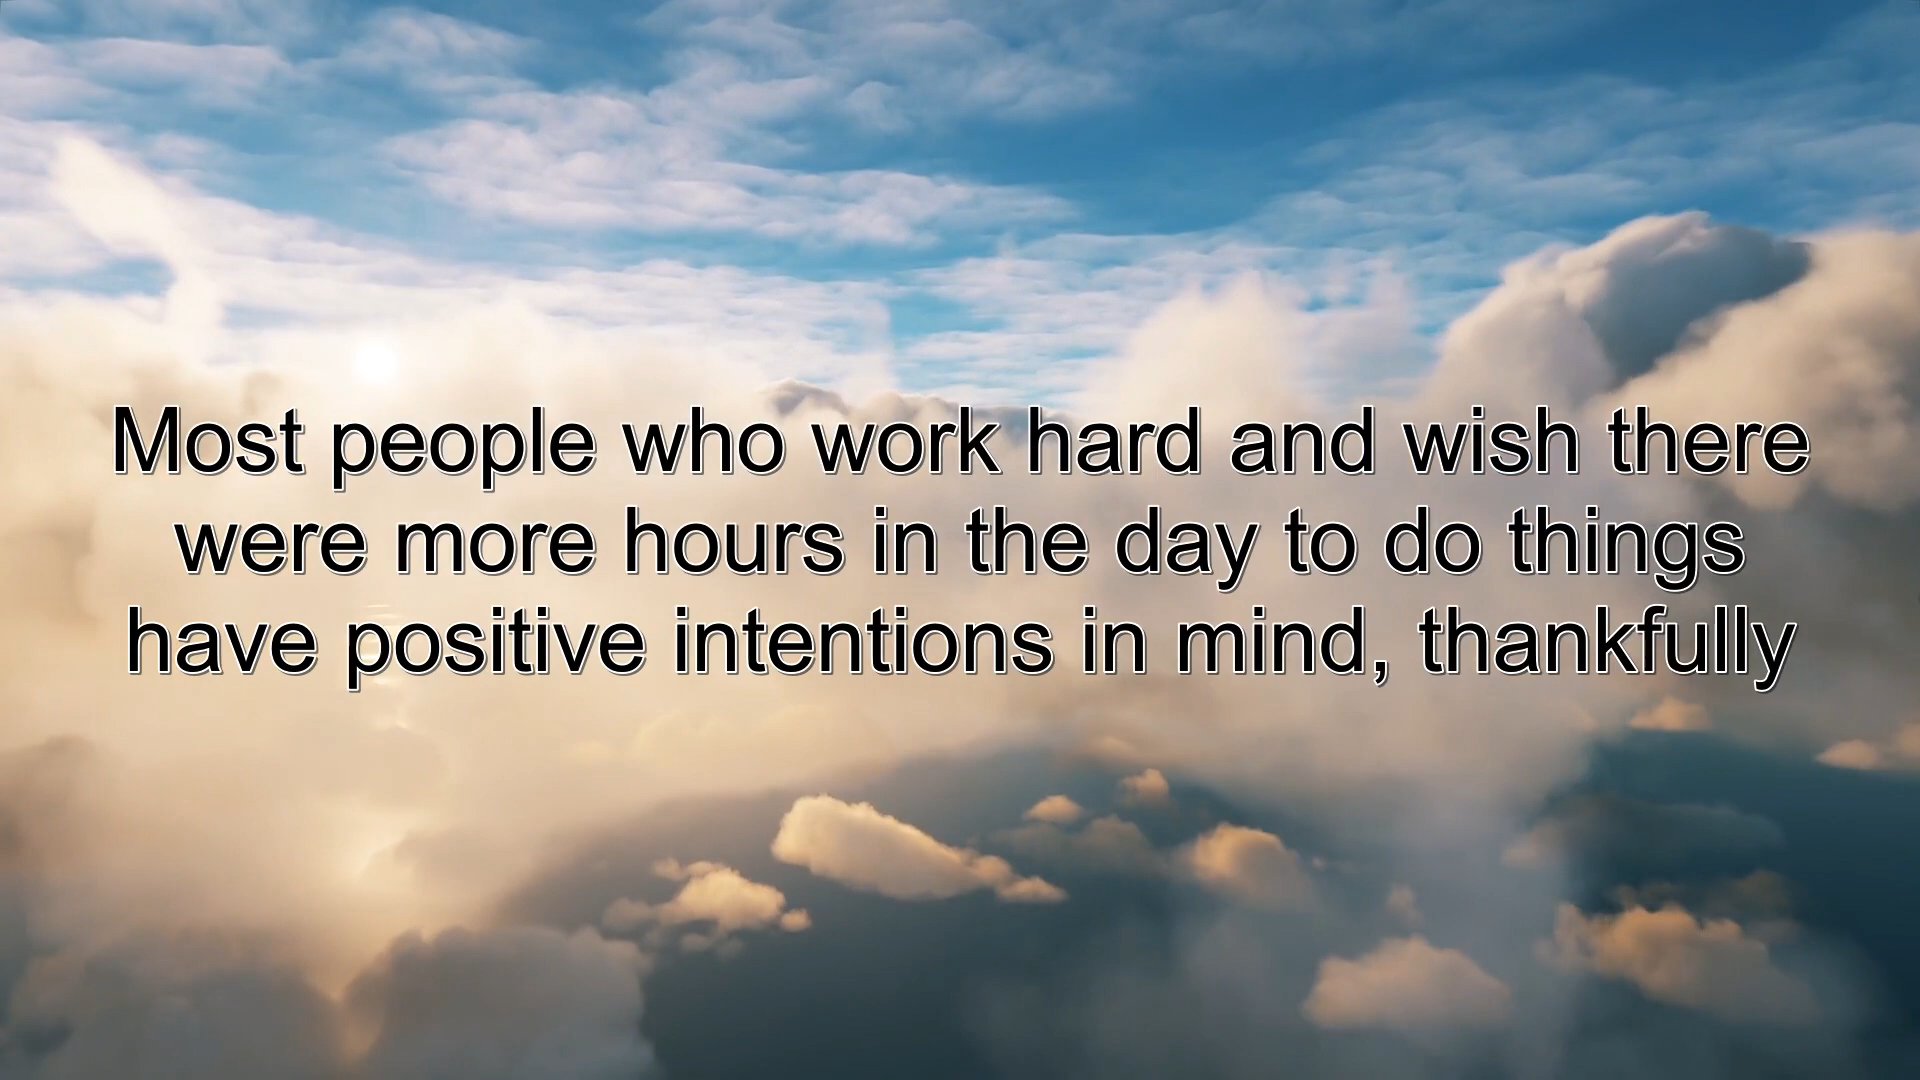 Most people who work hard and wish there
were more hours in the day to do things
have positive intentions in mind, thankfully